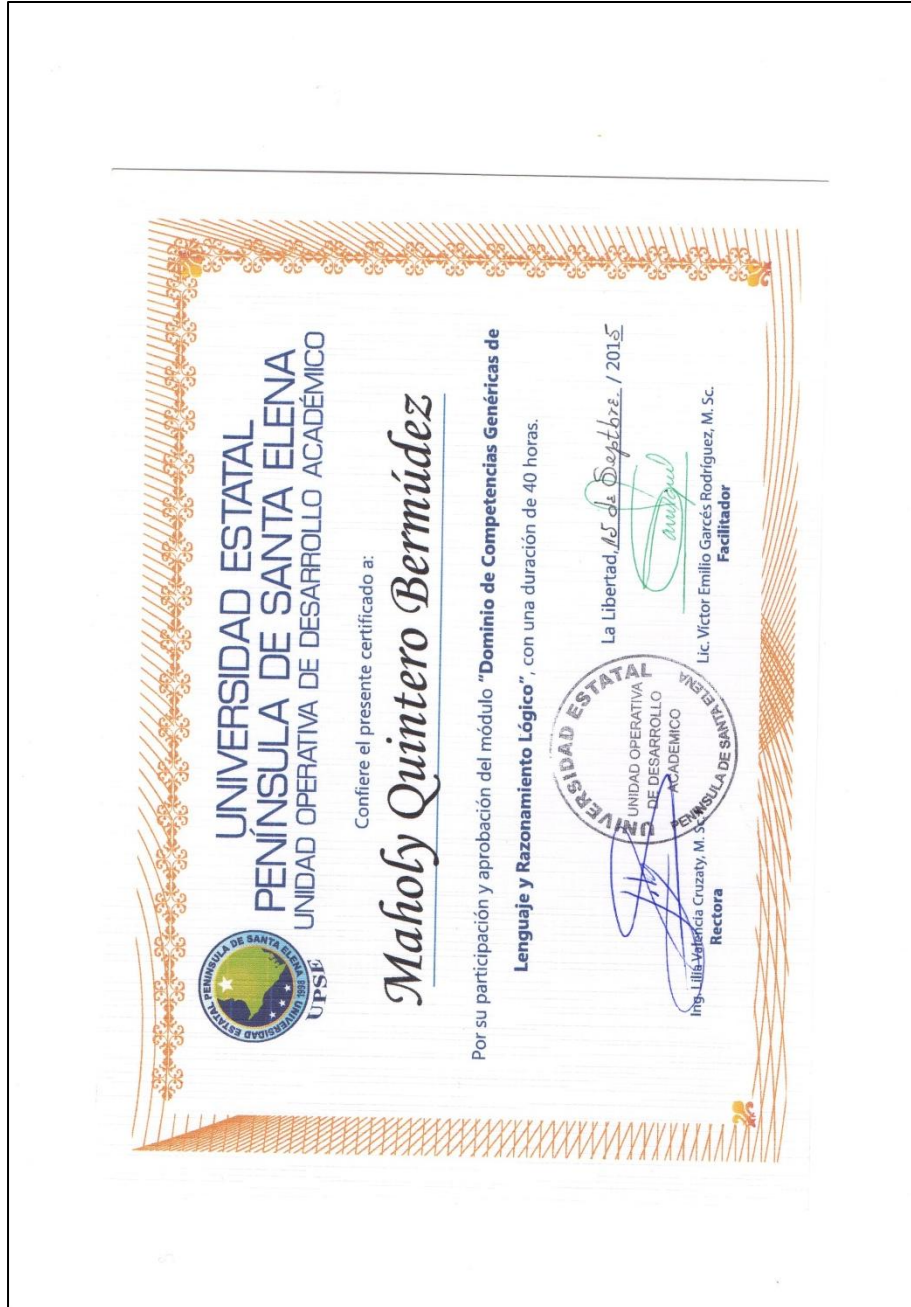 UNIVERSIDAD ESTATAL PENINSULA DE SANTA ELENA
1998
UPSE
UNIVERSIDAD ESTATAL
PENÍNSULA DE SANTA ELENA
UNIDAD OPERATIVA DE DESARROLLO ACADÉMICO
Confiere el presente certificado a:
Maholy Quintero Bermúdez
Por su participación y aprobación del módulo "Dominio de Competencias Genéricas de
Lenguaje y Razonamiento Lógico", con una duración de 40 horas.
La Libertad, 15 de Septbre. / 2015
UNIVERSIDAD ESTATAL
UNIDAD OPERATIVA
DE DESARROLLO
ACADEMICO
PENINSULA DE SANTA ELENA
Ing. Lilia Valencia Cruzaty, M. Sc.
Rectora
Lic. Víctor Emilio Garcés Rodríguez, M. Sc.
Facilitador